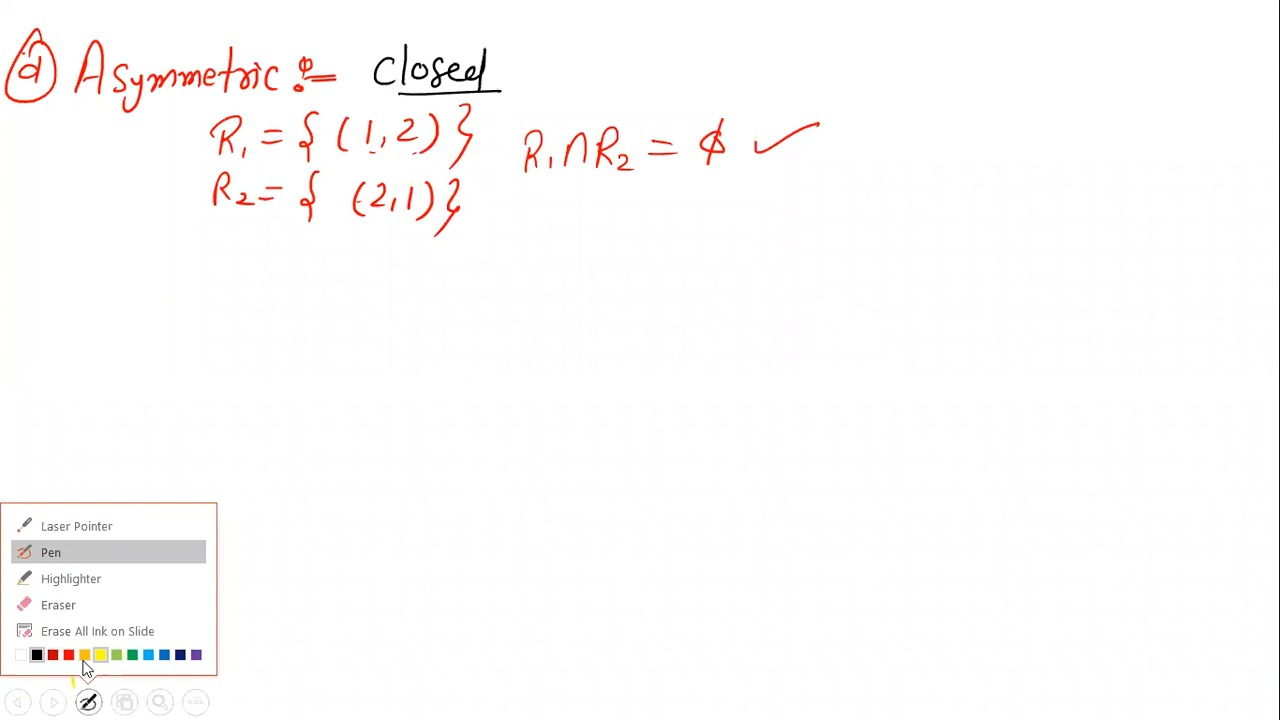 d Asymmetric :- closed
R₁ = { (1, 2) } R₁∩R₂ = ϕ ✓
R₂ = { (2, 1) }
Laser Pointer
Pen
Highlighter
Eraser
Erase All Ink on Slide